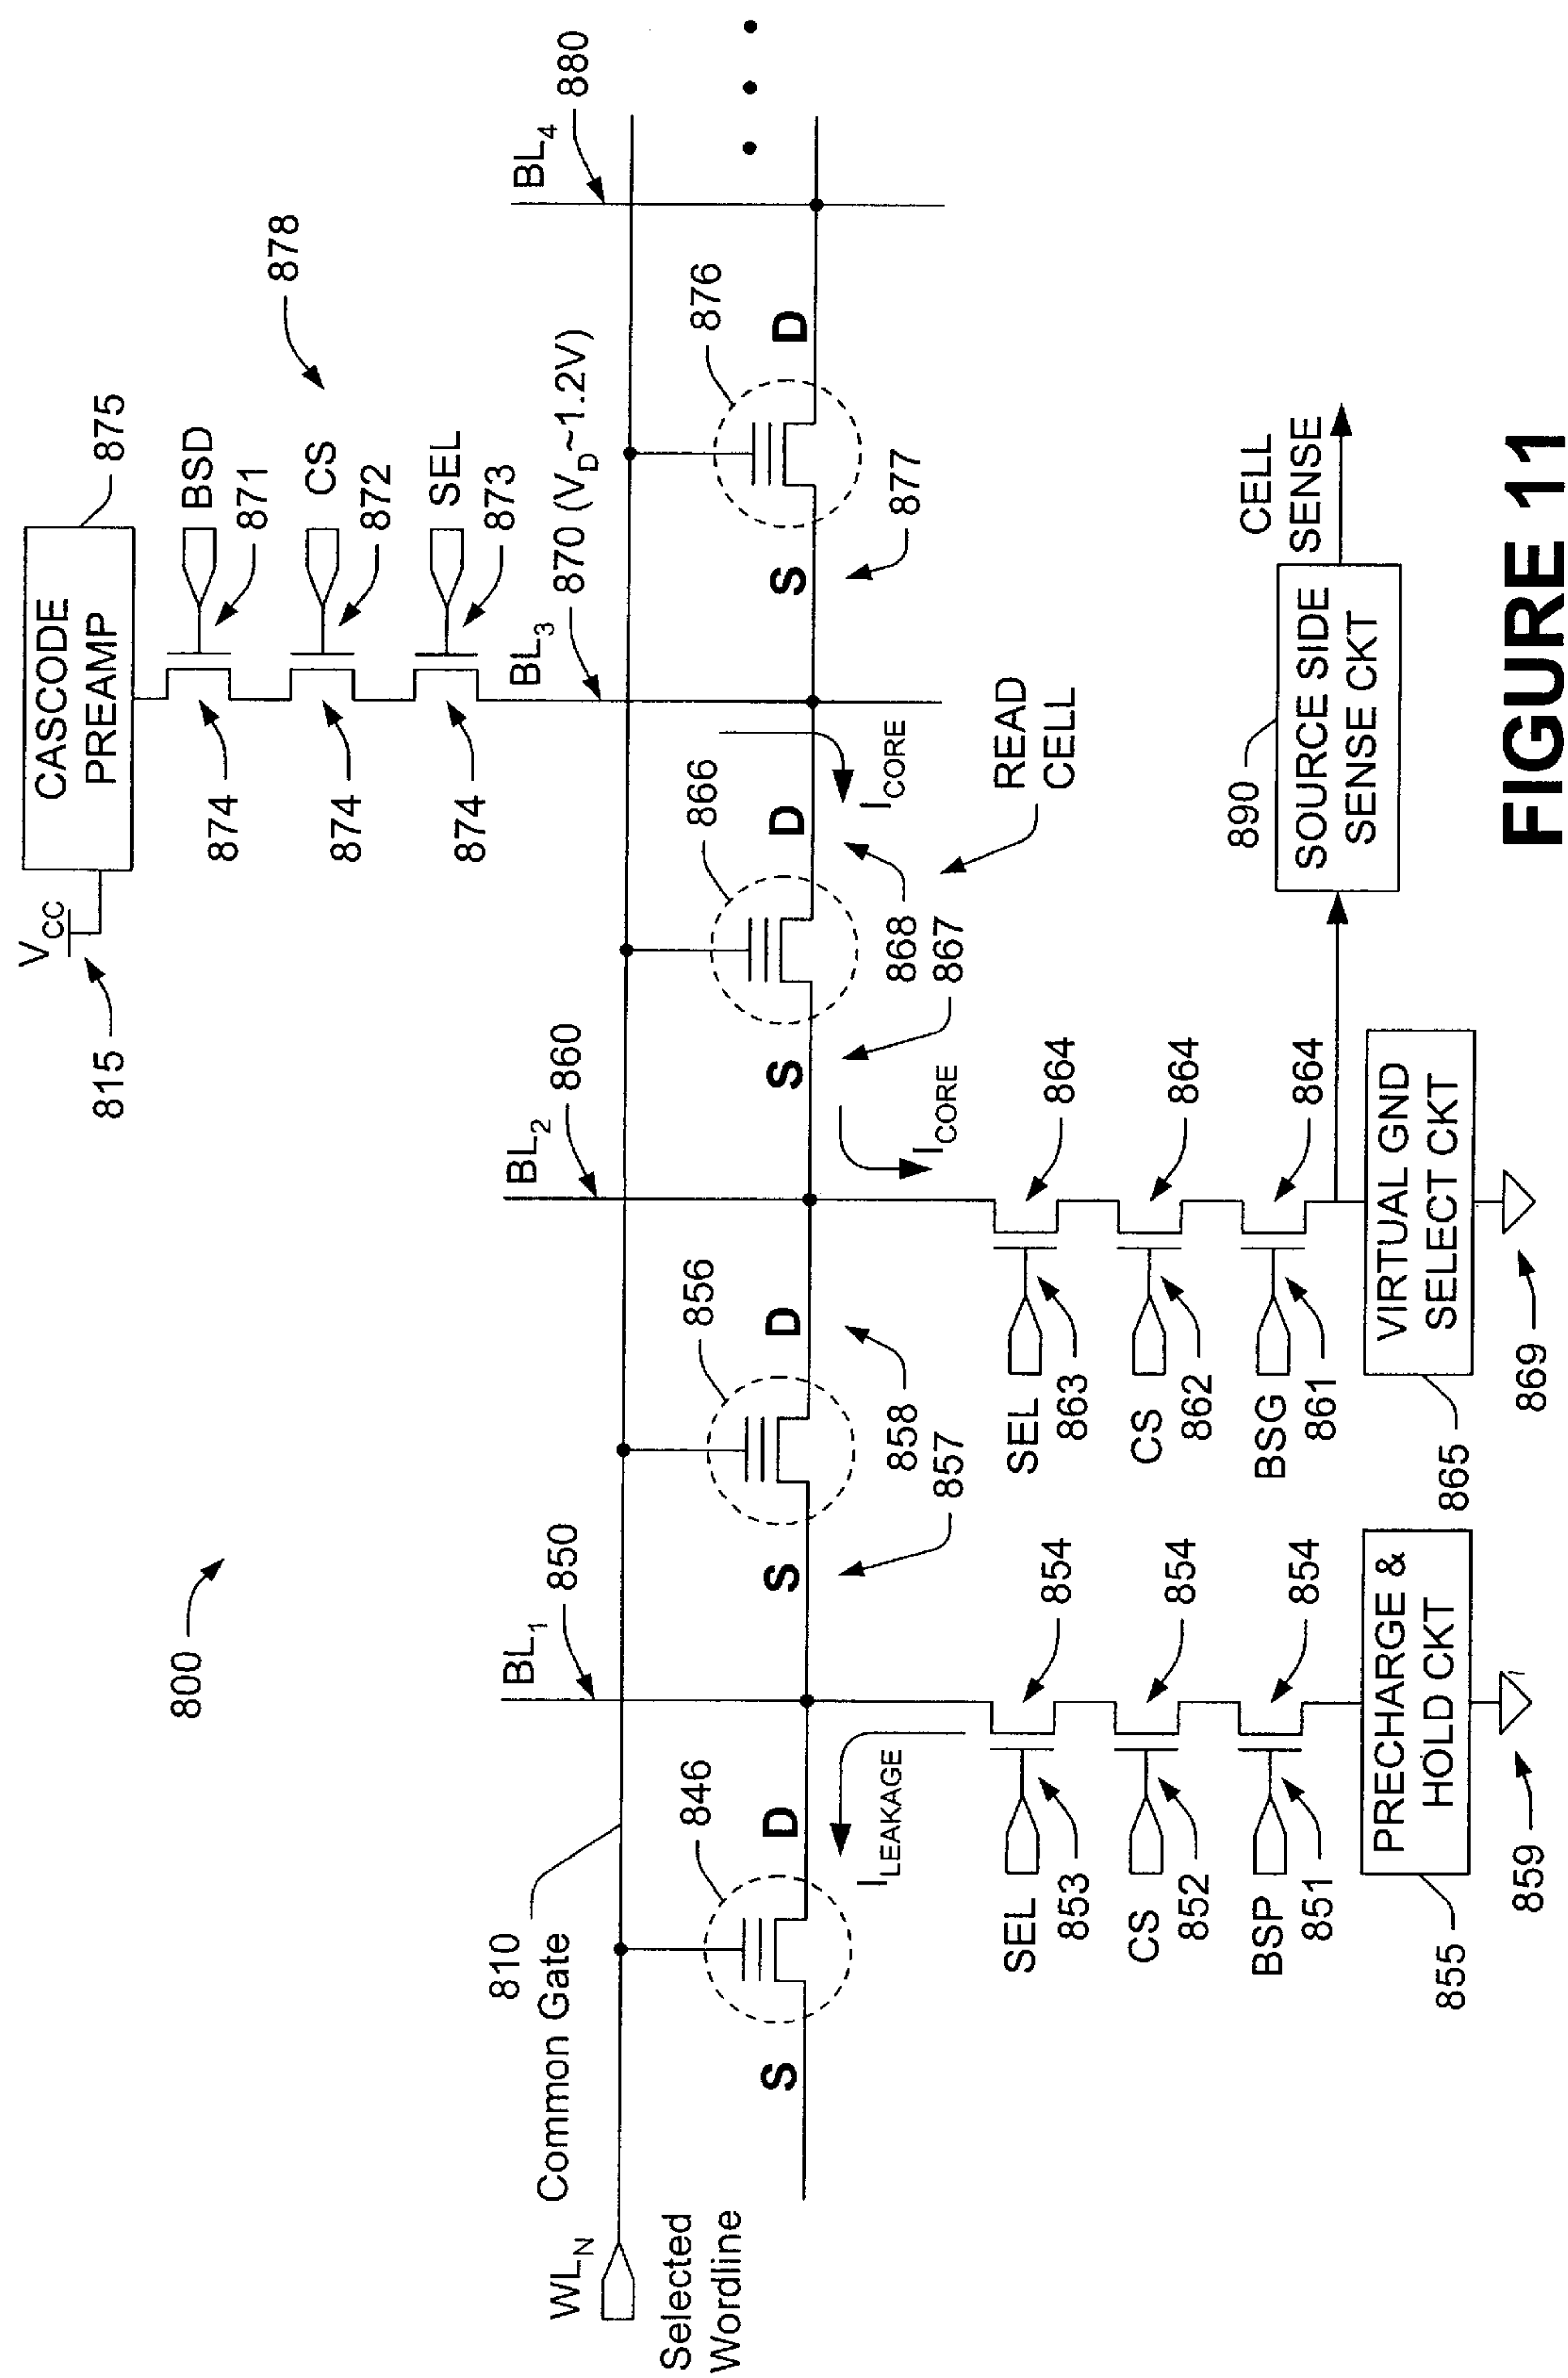 800
V_CC
815
CASCODE
PREAMP
875
874
BSD
871
874
CS
872
874
SEL
873
878
WL_N
810
Common Gate
Selected
Wordline
BL_1
850
BL_2
860
BL_3
870 (V_D~1.2V)
BL_4
880
S
846
D
S
856
D
S
866
D
S
876
D
I_LEAKAGE
857
858
I_CORE
867
868
I_CORE
READ
CELL
877
SEL
853
854
CS
852
854
BSP
851
854
PRECHARGE &
HOLD CKT
855
859
SEL
863
864
CS
862
864
BSG
861
864
VIRTUAL GND
SELECT CKT
865
869
890
SOURCE SIDE
SENSE CKT
CELL
SENSE
FIGURE 11